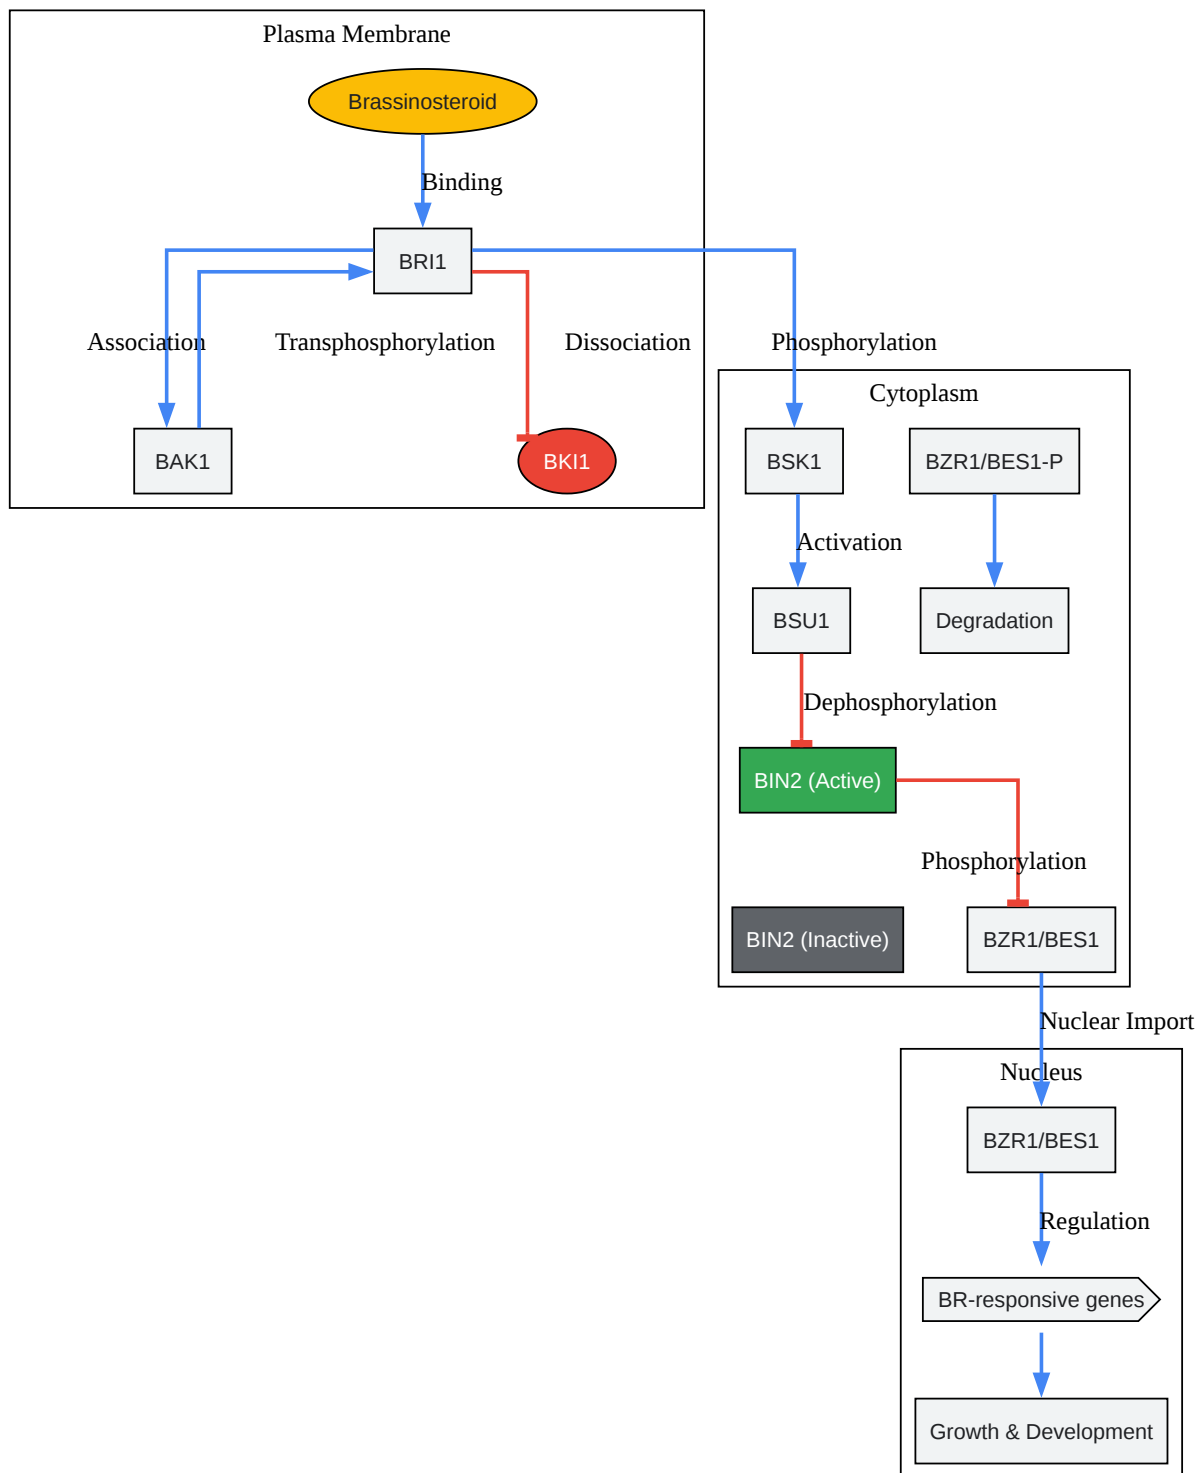 Plasma Membrane
Brassinosteroid
Binding
BRI1
Association
Transphosphorylation
Dissociation
Phosphorylation
Cytoplasm
BAK1
BKI1
BSK1
BZR1/BES1-P
Activation
BSU1
Degradation
Dephosphorylation
BIN2 (Active)
Phosphorylation
BIN2 (Inactive)
BZR1/BES1
Nuclear Import
Nucleus
BZR1/BES1
Regulation
BR-responsive genes
Growth & Development